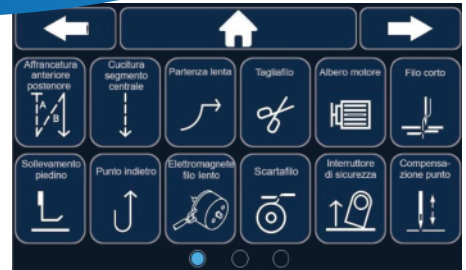 Affrancatura
anteriore
posteriore
A
B
Cucitura
segmento
centrale
Partenza lenta
Tagliafilo
Albero motore
Filo corto
Sollevamento
piedino
Punto indietro
Elettromagnete
filo lento
Scartafilo
Interruttore
di sicurezza
Compensa-
zione punto